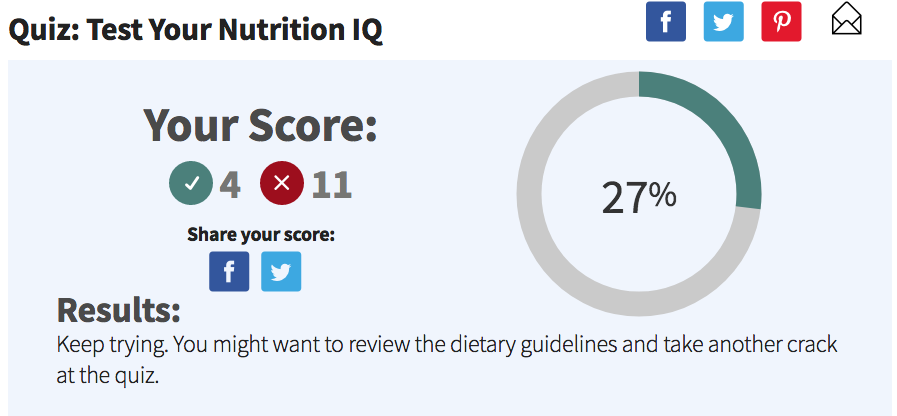 Quiz: Test Your Nutrition IQ
Your Score:
4 11
27%
Share your score:
Results:
Keep trying. You might want to review the dietary guidelines and take another crack
at the quiz.